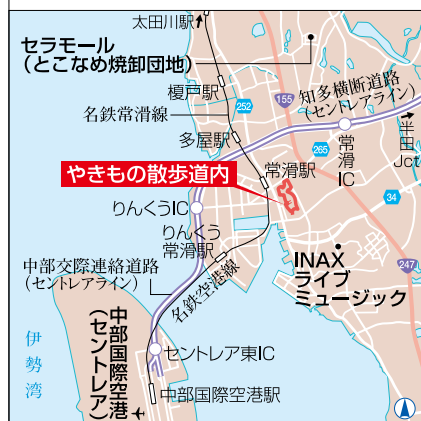 太田川駅
セラモール
(とこなめ焼卸団地)
榎戸駅
252
155
知多横断道路
(セントレアライン)
名鉄常滑線
多屋駅
半田Jct
265
常滑IC
常滑駅
やきもの散歩道内
34
りんくうIC
りんくう
常滑駅
INAX
ライブ
ミュージック
247
中部交際連絡道路
(セントレアライン)
名鉄空港線
伊勢湾
中部国際空港
(セントレア)
セントレア東IC
中部国際空港駅